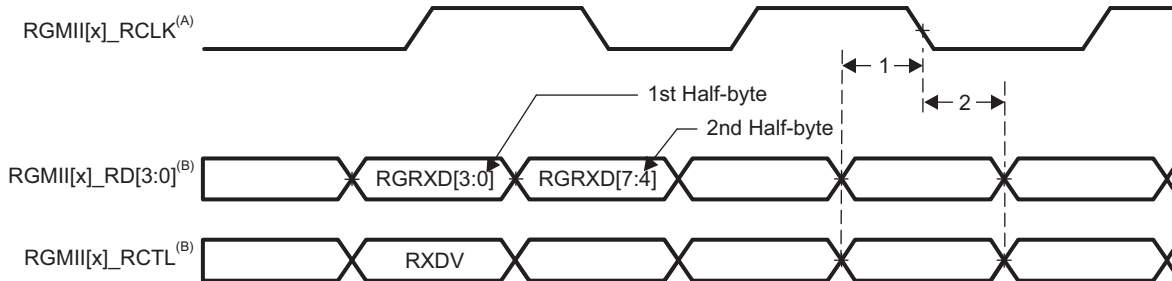 RGMII[x]_RCLK(A)
1
2
1st Half-byte
2nd Half-byte
RGMII[x]_RD[3:0](B)
RGRXD[3:0]
RGRXD[7:4]
RGMII[x]_RCTL(B)
RXDV